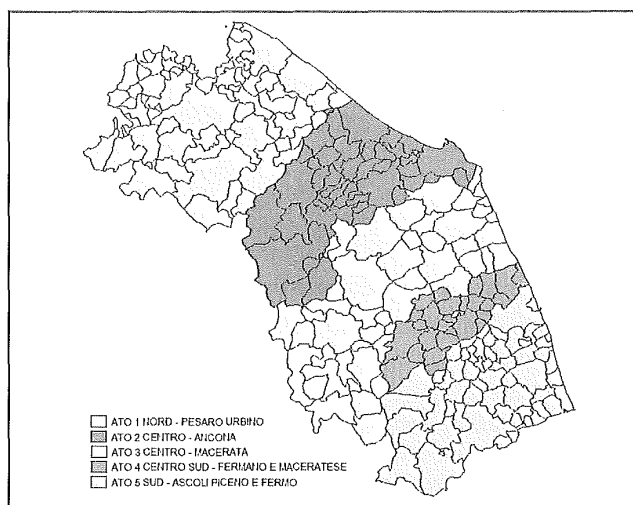 ATO 1 NORD - PESARO URBINO
ATO 2 CENTRO - ANCONA
ATO 3 CENTRO - MACERATA
ATO 4 CENTRO SUD - FERMANO E MACERATESE
ATO 5 SUD - ASCOLI PICENO E FERMO